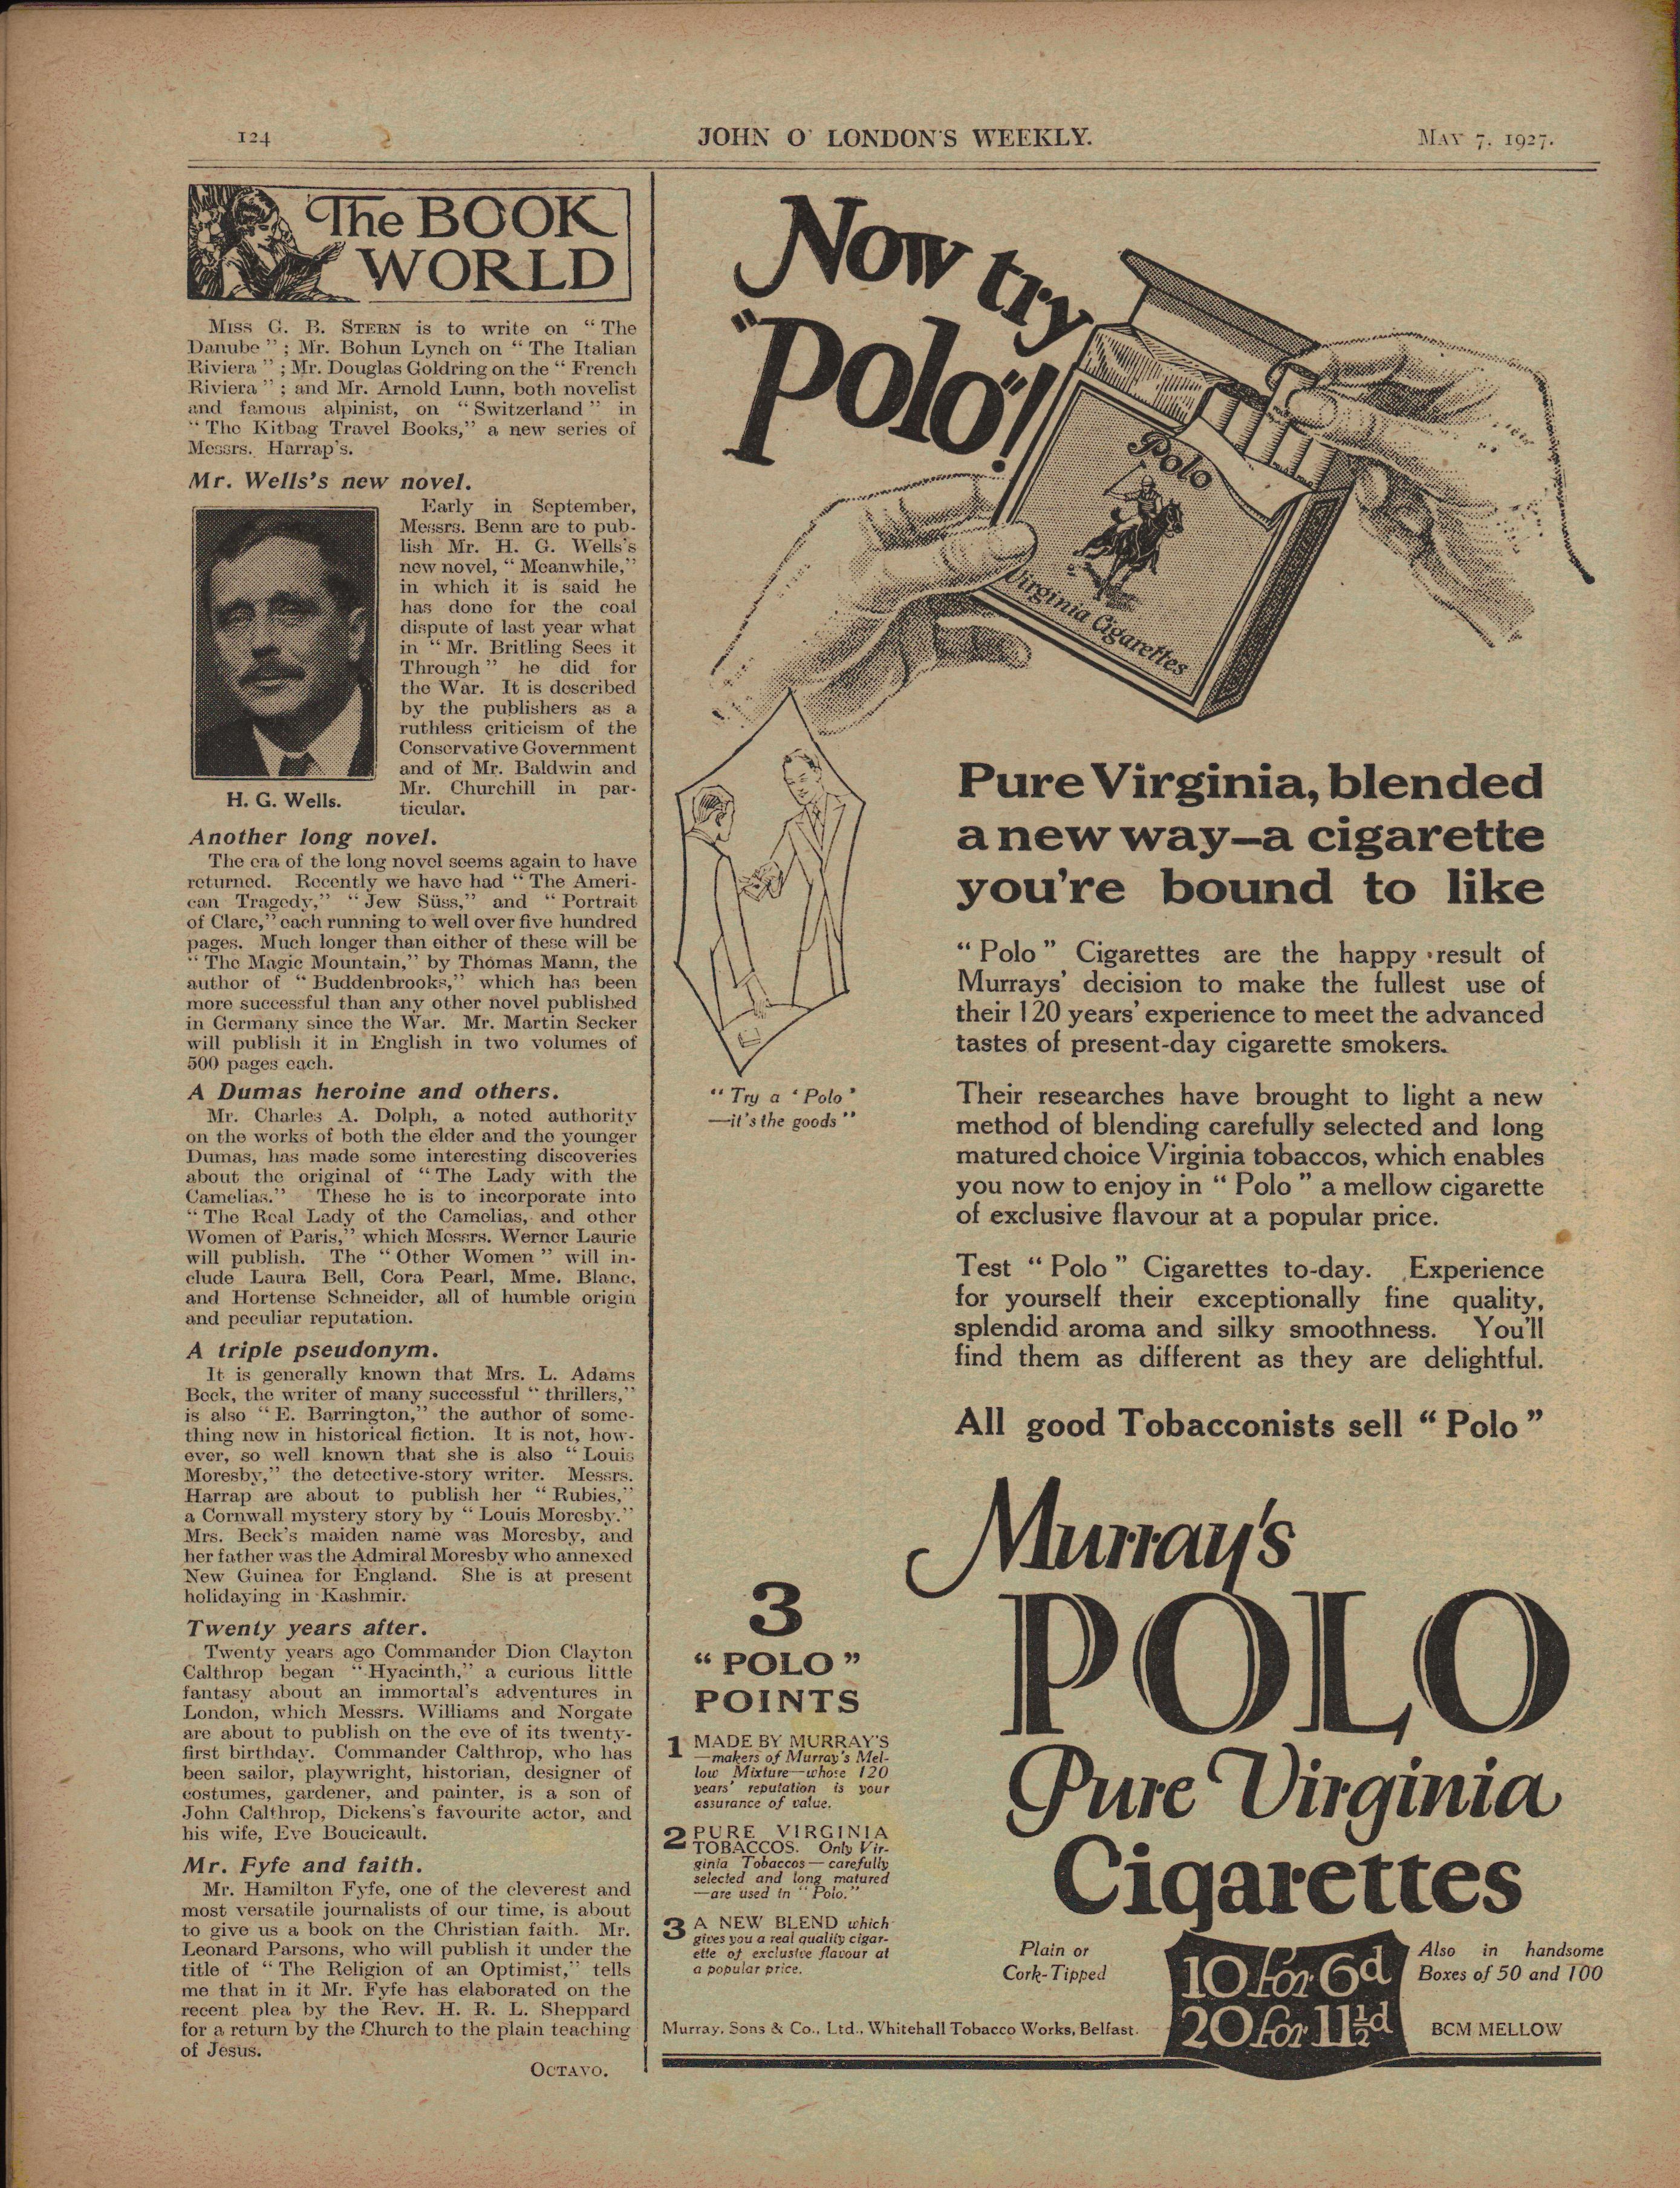 124
JOHN O' LONDON'S WEEKLY.
MAY 7, 1927.
The BOOK
WORLD
MISS G. B. STERN is to write on "The
Danube"; Mr. Bohun Lynch on "The Italian
Riviera"; Mr. Douglas Goldring on the "French
Riviera"; and Mr. Arnold Lunn, both novelist
and famous alpinist, on "Switzerland" in
"The Kitbag Travel Books," a new series of
Messrs. Harrap's.
Mr. Wells's new novel.
Early in September,
Messrs. Benn are to pub-
lish Mr. H. G. Wells's
new novel, "Meanwhile,"
in which it is said he
has done for the coal
dispute of last year what
in "Mr. Britling Sees it
Through" he did for
the War. It is described
by the publishers as a
ruthless criticism of the
Conservative Government
and of Mr. Baldwin and
Mr. Churchill in par-
ticular.
H. G. Wells.
Another long novel.
The era of the long novel seems again to have
returned. Recently we have had "The Ameri-
can Tragedy," "Jew Süss," and "Portrait
of Clare," each running to well over five hundred
pages. Much longer than either of these will be
"The Magic Mountain," by Thomas Mann, the
author of "Buddenbrooks," which has been
more successful than any other novel published
in Germany since the War. Mr. Martin Secker
will publish it in English in two volumes of
500 pages each.
A Dumas heroine and others.
Mr. Charles A. Dolph, a noted authority
on the works of both the elder and the younger
Dumas, has made some interesting discoveries
about the original of "The Lady with the
Camelias." These he is to incorporate into
"The Real Lady of the Camelias, and other
Women of Paris," which Messrs. Werner Laurie
will publish. The "Other Women" will in-
clude Laura Bell, Cora Pearl, Mme. Blanc,
and Hortense Schneider, all of humble origin
and peculiar reputation.
A triple pseudonym.
It is generally known that Mrs. L. Adams
Beck, the writer of many successful "thrillers,"
is also "E. Barrington," the author of some-
thing new in historical fiction. It is not, how-
ever, so well known that she is also "Louis
Moresby," the detective-story writer. Messrs.
Harrap are about to publish her "Rubies,"
a Cornwall mystery story by "Louis Moresby."
Mrs. Beck's maiden name was Moresby, and
her father was the Admiral Moresby who annexed
New Guinea for England. She is at present
holidaying in Kashmir.
Twenty years after.
Twenty years ago Commander Dion Clayton
Calthrop began "Hyacinth," a curious little
fantasy about an immortal's adventures in
London, which Messrs. Williams and Norgate
are about to publish on the eve of its twenty-
first birthday. Commander Calthrop, who has
been sailor, playwright, historian, designer of
costumes, gardener, and painter, is a son of
John Calthrop, Dickens's favourite actor, and
his wife, Eve Boucicault.
Mr. Fyfe and faith.
Mr. Hamilton Fyfe, one of the cleverest and
most versatile journalists of our time, is about
to give us a book on the Christian faith. Mr.
Leonard Parsons, who will publish it under the
title of "The Religion of an Optimist," tells
me that in it Mr. Fyfe has elaborated on the
recent plea by the Rev. H. R. L. Sheppard
for a return by the Church to the plain teaching
of Jesus.
OCTAVO.
Now try
"Polo"!
Polo
Virginia Cigarettes
"Try a 'Polo'
—it's the goods"
Pure Virginia, blended
a new way—a cigarette
you're bound to like
"Polo" Cigarettes are the happy result of
Murrays' decision to make the fullest use of
their 120 years' experience to meet the advanced
tastes of present-day cigarette smokers.
Their researches have brought to light a new
method of blending carefully selected and long
matured choice Virginia tobaccos, which enables
you now to enjoy in "Polo" a mellow cigarette
of exclusive flavour at a popular price.
Test "Polo" Cigarettes to-day. Experience
for yourself their exceptionally fine quality,
splendid aroma and silky smoothness. You'll
find them as different as they are delightful.
All good Tobacconists sell "Polo"
3
"POLO"
POINTS
1 MADE BY MURRAY'S
—makers of Murray's Mel-
low Mixture—whose 120
years' reputation is your
assurance of value.
2 PURE VIRGINIA
TOBACCOS. Only Vir-
ginia Tobaccos—carefully
selected and long matured
—are used in "Polo."
3 A NEW BLEND which
gives you a real quality cigar-
ette of exclusive flavour at
a popular price.
Murray's
POLO
Pure Virginia
Cigarettes
Plain or
Cork-Tipped
10 for 6d
20 for 11½d
Also in handsome
Boxes of 50 and 100
Murray, Sons & Co., Ltd., Whitehall Tobacco Works, Belfast.
BCM MELLOW